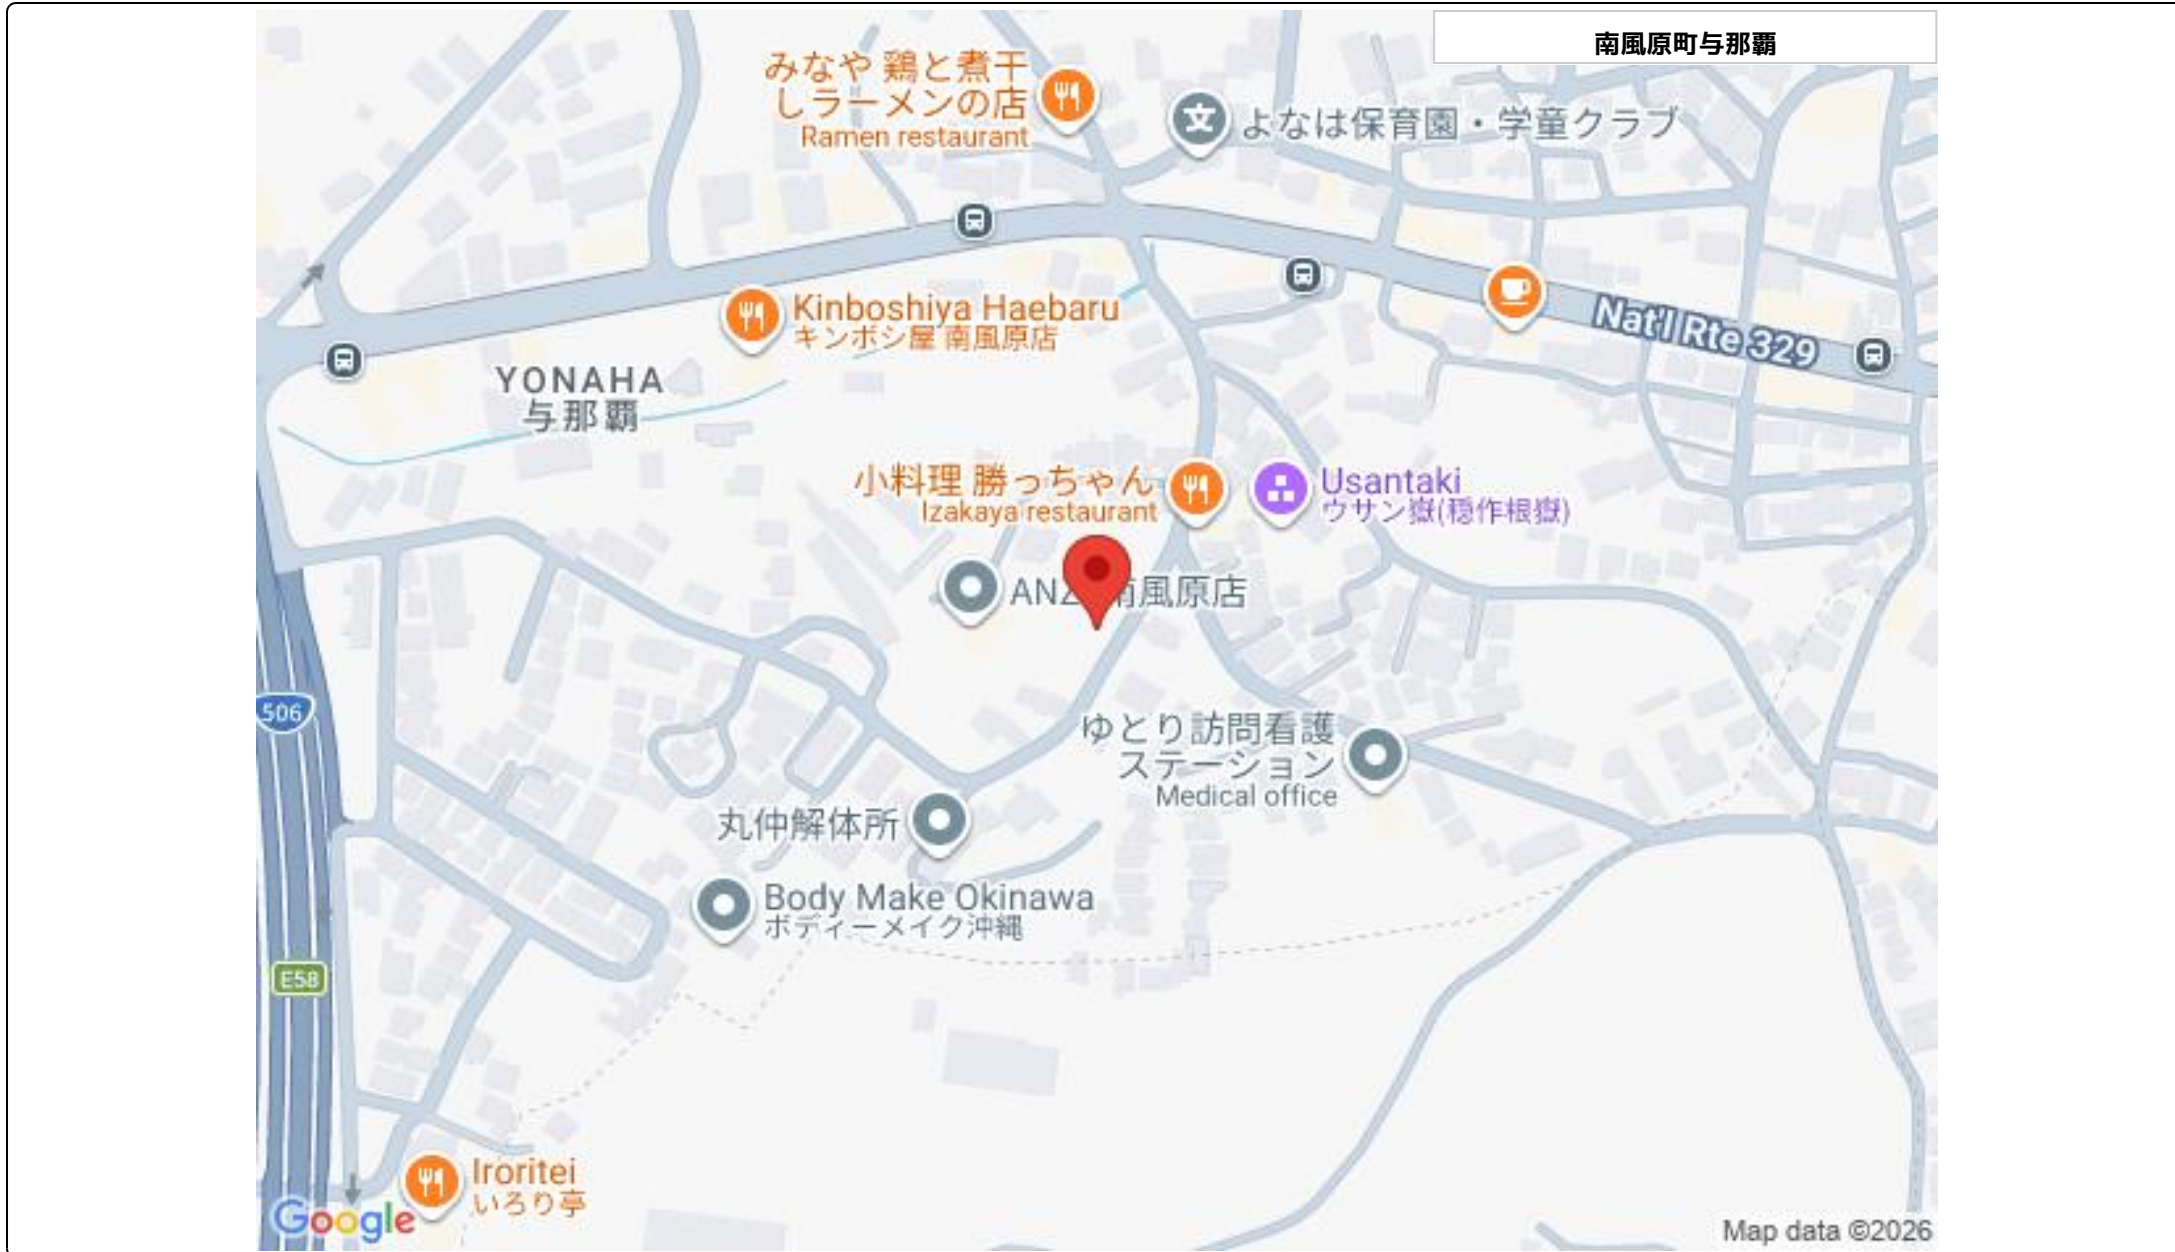 南風原町与那覇
みなや 鶏と煮干
しラーメンの店
Ramen restaurant
よなは保育園・学童クラブ
Kinboshiya Haebaru
キンボシ屋 南風原店
Nat'l Rte 329
YONAHA
与那覇
小料理 勝っちゃん
Izakaya restaurant
Usantaki
ウサン嶽(穏作根嶽)
南風原店
506
ゆとり訪問看護
ステーション
Medical office
丸仲解体所
Body Make Okinawa
ボディーメイク沖縄
E58
Iroritei
いろり亭
Google
Map data ©2026